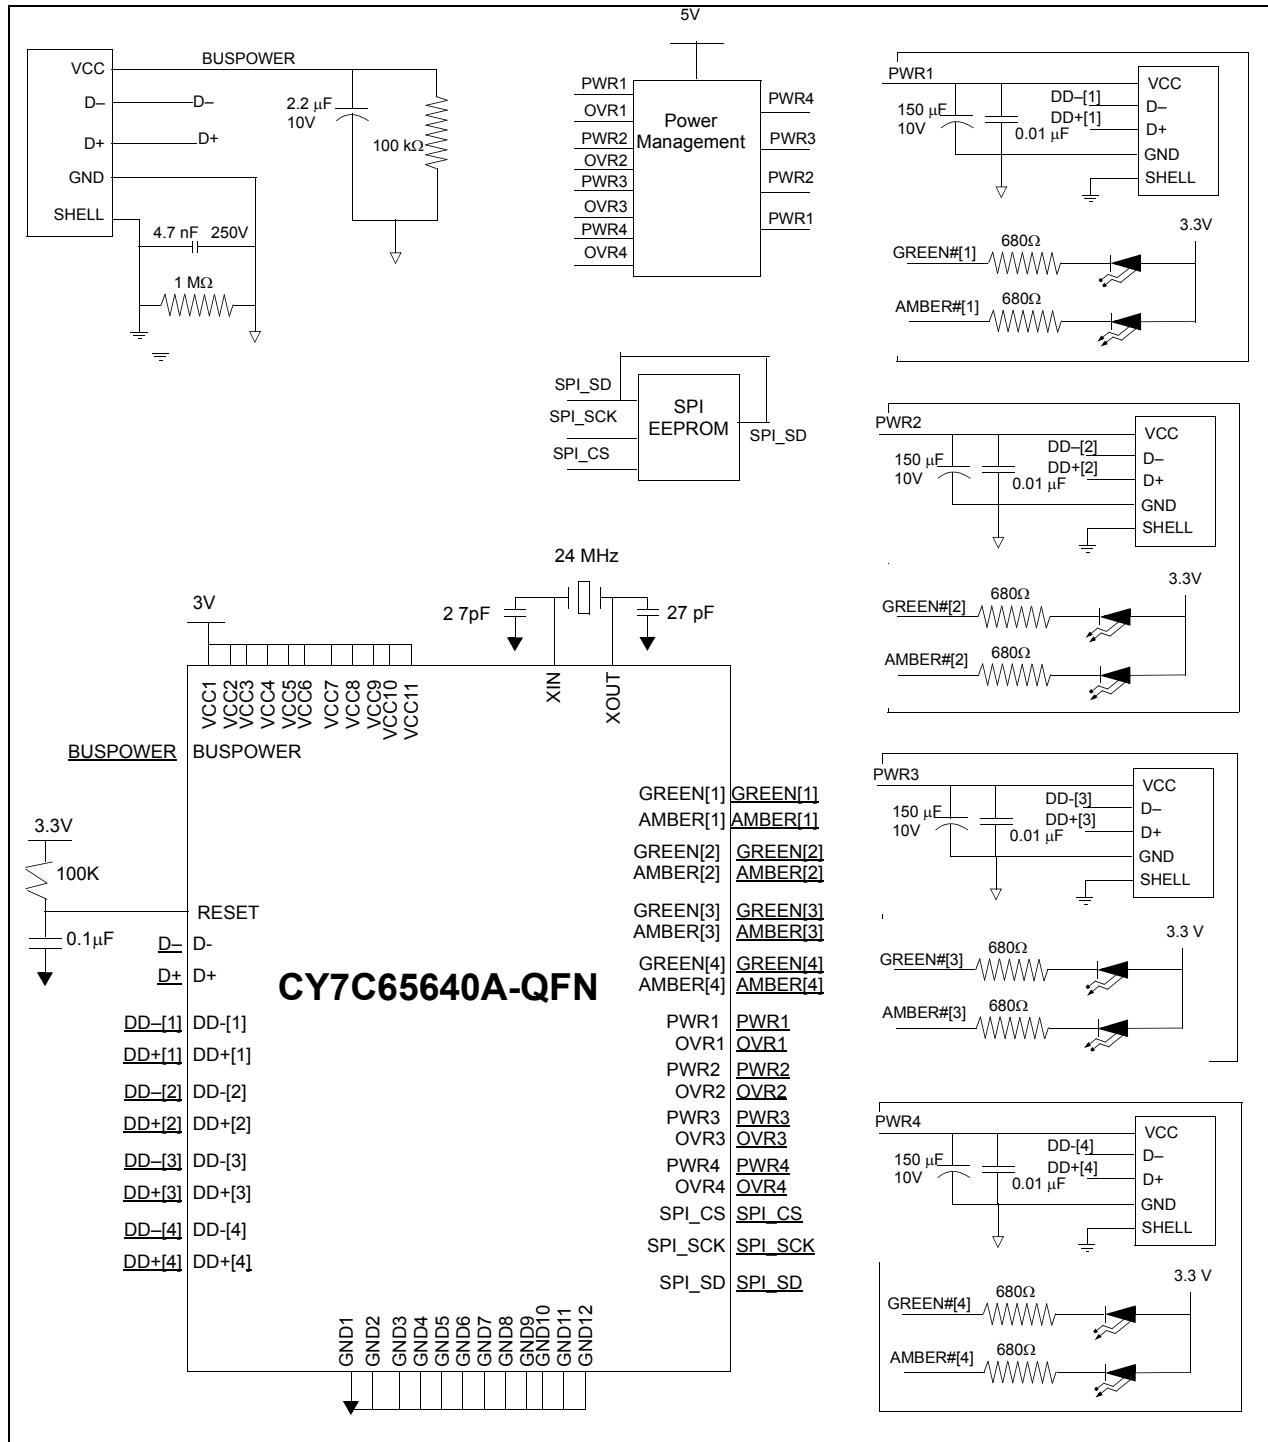 5V
BUSPOWER
VCC
D–
D–
D+
D+
GND
SHELL
2.2 μF
10V
100 kΩ
4.7 nF 250V
1 MΩ
PWR1
OVR1
PWR2
OVR2
PWR3
OVR3
PWR4
OVR4
Power
Management
PWR4
PWR3
PWR2
PWR1
PWR1
150 μF
10V
0.01 μF
DD–[1]
DD+[1]
VCC
D–
D+
GND
SHELL
3.3V
GREEN#[1]
680Ω
AMBER#[1]
680Ω
SPI_SD
SPI_SCK
SPI_CS
SPI
EEPROM
SPI_SD
PWR2
150 μF
10V
0.01 μF
DD–[2]
DD+[2]
VCC
D–
D+
GND
SHELL
3.3V
GREEN#[2]
680Ω
AMBER#[2]
680Ω
24 MHz
2 7pF
27 pF
3V
VCC1
VCC2
VCC3
VCC4
VCC5
VCC6
VCC7
VCC8
VCC9
VCC10
VCC11
XIN
XOUT
BUSPOWER BUSPOWER
3.3V
100K
RESET
0.1μF
D– D-
D+ D+
DD–[1] DD-[1]
DD+[1] DD+[1]
DD–[2] DD-[2]
DD+[2] DD+[2]
DD–[3] DD-[3]
DD+[3] DD+[3]
DD–[4] DD-[4]
DD+[4] DD+[4]
CY7C65640A-QFN
GREEN[1] GREEN[1]
AMBER[1] AMBER[1]
GREEN[2] GREEN[2]
AMBER[2] AMBER[2]
GREEN[3] GREEN[3]
AMBER[3] AMBER[3]
GREEN[4] GREEN[4]
AMBER[4] AMBER[4]
PWR1 PWR1
OVR1 OVR1
PWR2 PWR2
OVR2 OVR2
PWR3 PWR3
OVR3 OVR3
PWR4 PWR4
OVR4 OVR4
SPI_CS SPI_CS
SPI_SCK SPI_SCK
SPI_SD SPI_SD
GND1
GND2
GND3
GND4
GND5
GND6
GND7
GND8
GND9
GND10
GND11
GND12
PWR3
150 μF
10V
0.01 μF
DD-[3]
DD+[3]
VCC
D–
D+
GND
SHELL
3.3 V
GREEN#[3]
680Ω
AMBER#[3]
680Ω
PWR4
150 μF
10V
0.01 μF
DD-[4]
DD+[4]
VCC
D–
D+
GND
SHELL
3.3 V
GREEN#[4]
680Ω
AMBER#[4]
680Ω